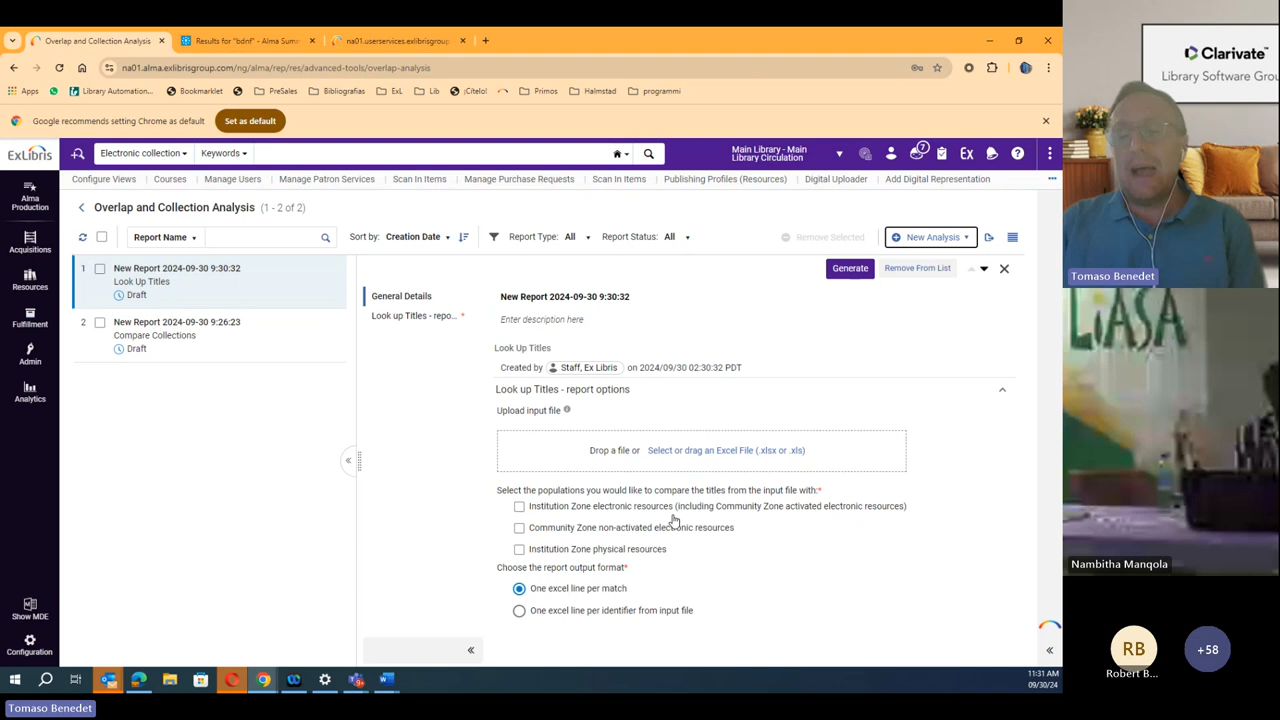 Overlap and Collection Analysis
Results for "bdnf" - Alma Sum
na01.userservices.exlibrisgroup
na01.alma.exlibrisgroup.com/ng/alma/rep/res/advanced-tools/overlap-analysis
Apps
Library Automation...
Bookmarklet
PreSales
Bibliografias
ExL
Lib
¡Cítelo!
Primos
Halmstad
programmi
Google recommends setting Chrome as default
Set as default
Clarivate™
Library Software Grou
ExLibris
Electronic collection
Keywords
Main Library - Main
Library Circulation
7
Ex
Configure Views
Courses
Manage Users
Manage Patron Services
Scan In Items
Manage Purchase Requests
Scan In Items
Publishing Profiles (Resources)
Digital Uploader
Add Digital Representation
Alma
Production
Acquisitions
Resources
Fulfillment
Admin
Analytics
Show MDE
Configuration
Overlap and Collection Analysis (1 - 2 of 2)
Report Name
Sort by: Creation Date
Report Type: All
Report Status: All
Remove Selected
New Analysis
1 New Report 2024-09-30 9:30:32
Look Up Titles
Draft
2 New Report 2024-09-30 9:26:23
Compare Collections
Draft
Generate
Remove From List
General Details
Look up Titles - repo... *
New Report 2024-09-30 9:30:32
Enter description here
Look Up Titles
Created by Staff, Ex Libris on 2024/09/30 02:30:32 PDT
Look up Titles - report options
Upload input file
Drop a file or Select or drag an Excel File (.xlsx or .xls)
Select the populations you would like to compare the titles from the input file with:*
Institution Zone electronic resources (including Community Zone activated electronic resources)
Community Zone non-activated electronic resources
Institution Zone physical resources
Choose the report output format*
One excel line per match
One excel line per identifier from input file
11:31 AM
09/30/24
Tomaso Benedet
LIASA
Nambitha Manqola
RB
Robert B...
+58
Tomaso Benedet